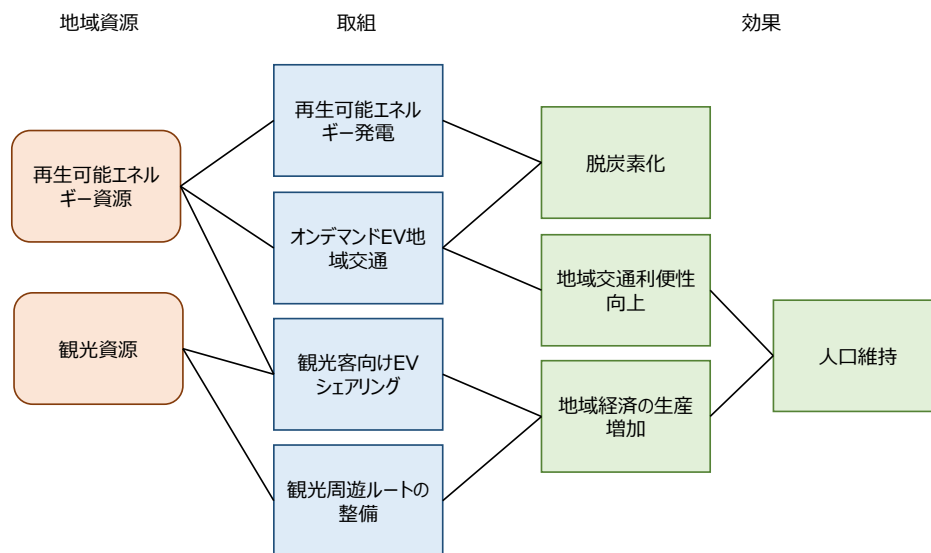 地域資源
取組
効果
再生可能エネル
ギー資源
観光資源
再生可能エネル
ギー発電
オンデマンドEV地
域交通
観光客向けEV
シェアリング
観光周遊ルートの
整備
脱炭素化
地域交通利便性
向上
地域経済の生産
増加
人口維持